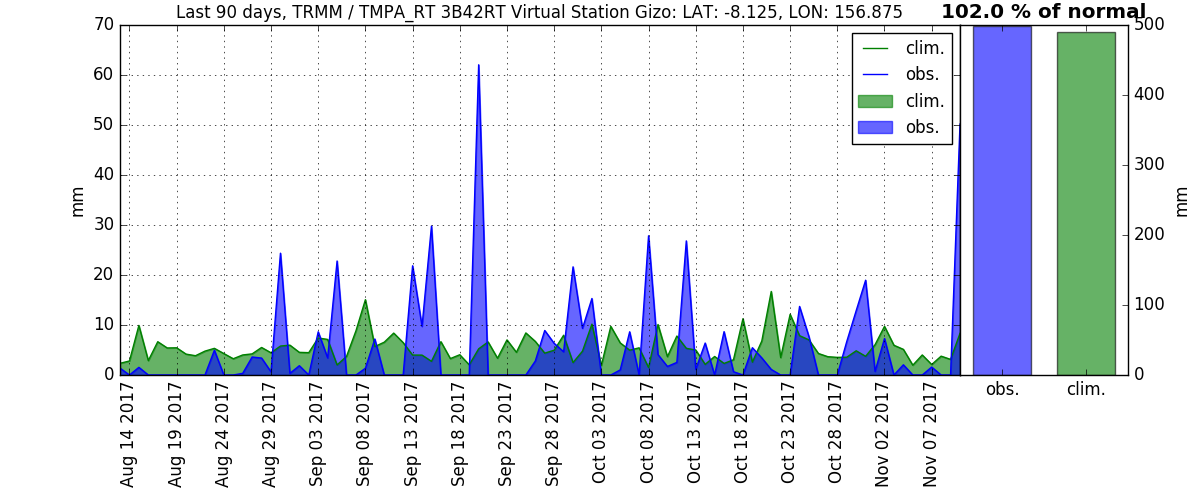 Last 90 days, TRMM / TMPA_RT 3B42RT Virtual Station Gizo: LAT: -8.125, LON: 156.875
102.0 % of normal
70
60
50
40
30
20
10
0
mm
clim.
obs.
clim.
obs.
500
400
300
200
100
0
mm
Aug 14 2017
Aug 19 2017
Aug 24 2017
Aug 29 2017
Sep 03 2017
Sep 08 2017
Sep 13 2017
Sep 18 2017
Sep 23 2017
Sep 28 2017
Oct 03 2017
Oct 08 2017
Oct 13 2017
Oct 18 2017
Oct 23 2017
Oct 28 2017
Nov 02 2017
Nov 07 2017
obs.
clim.